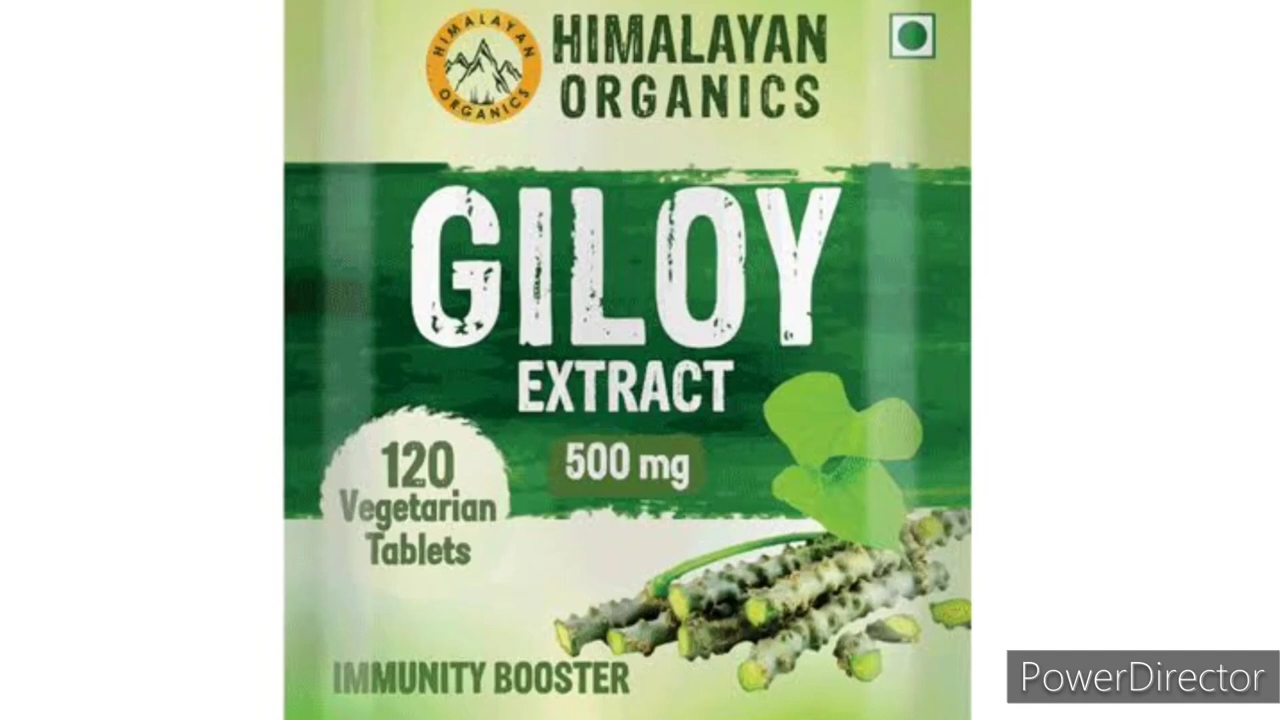 HIMALAYAN
ORGANICS
HIMALAYAN
ORGANICS
GILOY
EXTRACT
500 mg
120
Vegetarian
Tablets
IMMUNITY BOOSTER
PowerDirector